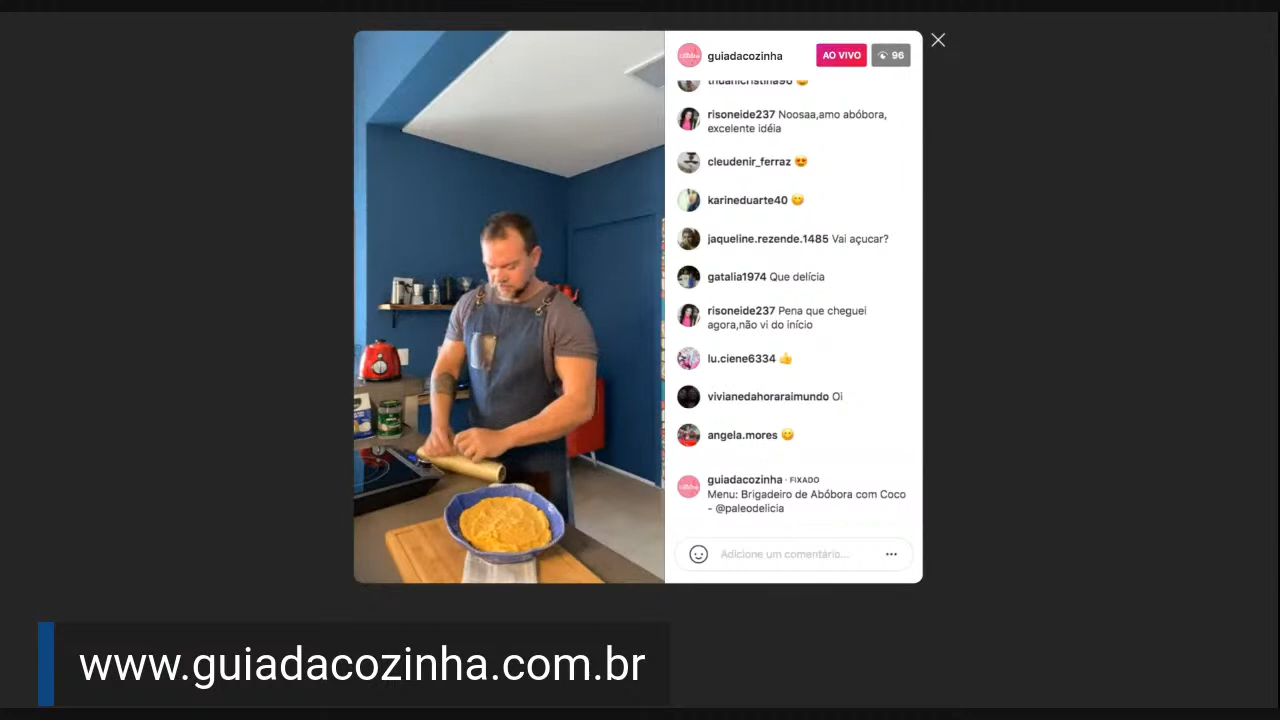 guiadacozinha
AO VIVO
96
thuanicristina96
risoneide237 Noosaa,amo abóbora,
excelente idéia
cleudenir_ferraz 😍
karineduarte40 😋
jaqueline.rezende.1485 Vai açucar?
gatalia1974 Que delícia
risoneide237 Pena que cheguei
agora,não vi do início
lu.ciene6334 👍
vivianedahoraraimundo Oi
angela.mores 😋
guiadacozinha · FIXADO
Menu: Brigadeiro de Abóbora com Coco
- @paleodelicia
Adicione um comentário...
www.guiadacozinha.com.br